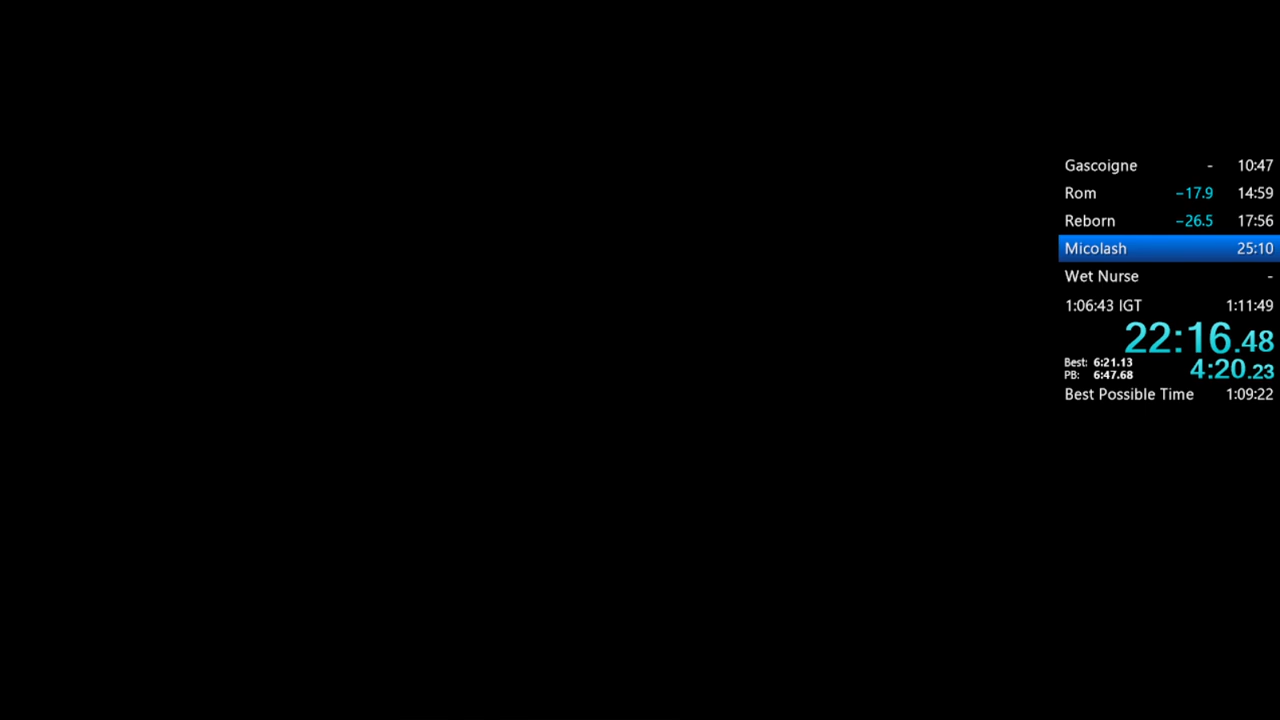 Gascoigne - 10:47
Rom −17.9 14:59
Reborn −26.5 17:56
Micolash 25:10
Wet Nurse -
1:06:43 IGT 1:11:49
22:16.48
Best: 6:21.13
PB: 6:47.68
4:20.23
Best Possible Time 1:09:22